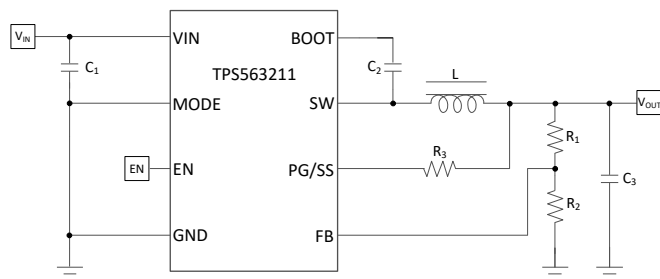 VIN
VIN
BOOT
C1
TPS563211
C2
L
MODE
SW
VOUT
R1
EN
EN
PG/SS
R3
R2
C3
GND
FB